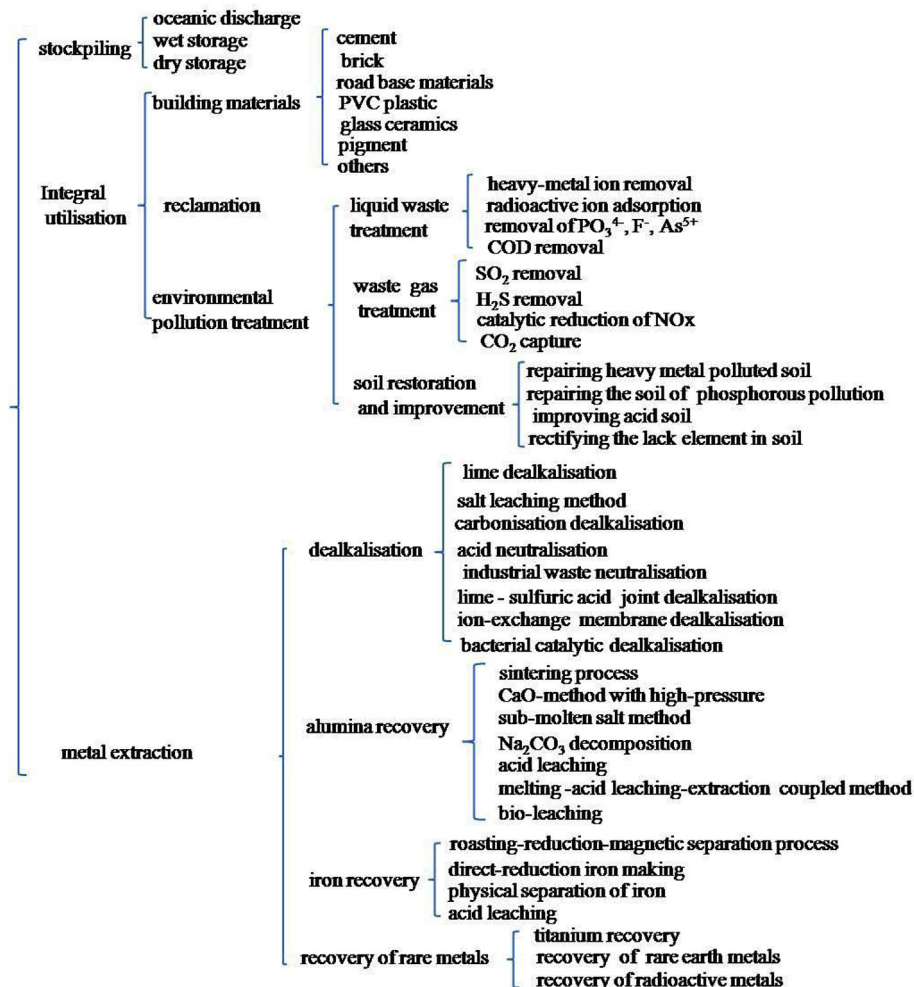 stockpiling
oceanic discharge
wet storage
dry storage
Integral
utilisation
building materials
cement
brick
road base materials
PVC plastic
glass ceramics
pigment
others
reclamation
environmental
pollution treatment
liquid waste
treatment
heavy-metal ion removal
radioactive ion adsorption
removal of PO₃⁴⁻, F⁻, As⁵⁺
COD removal
waste gas
treatment
SO₂ removal
H₂S removal
catalytic reduction of NOx
CO₂ capture
soil restoration
and improvement
repairing heavy metal polluted soil
repairing the soil of phosphorous pollution
improving acid soil
rectifying the lack element in soil
metal extraction
dealkalisation
lime dealkalisation
salt leaching method
carbonisation dealkalisation
acid neutralisation
industrial waste neutralisation
lime - sulfuric acid joint dealkalisation
ion-exchange membrane dealkalisation
bacterial catalytic dealkalisation
alumina recovery
sintering process
CaO-method with high-pressure
sub-molten salt method
Na₂CO₃ decomposition
acid leaching
melting -acid leaching-extraction coupled method
bio-leaching
iron recovery
roasting-reduction-magnetic separation process
direct-reduction iron making
physical separation of iron
acid leaching
recovery of rare metals
titanium recovery
recovery of rare earth metals
recovery of radioactive metals